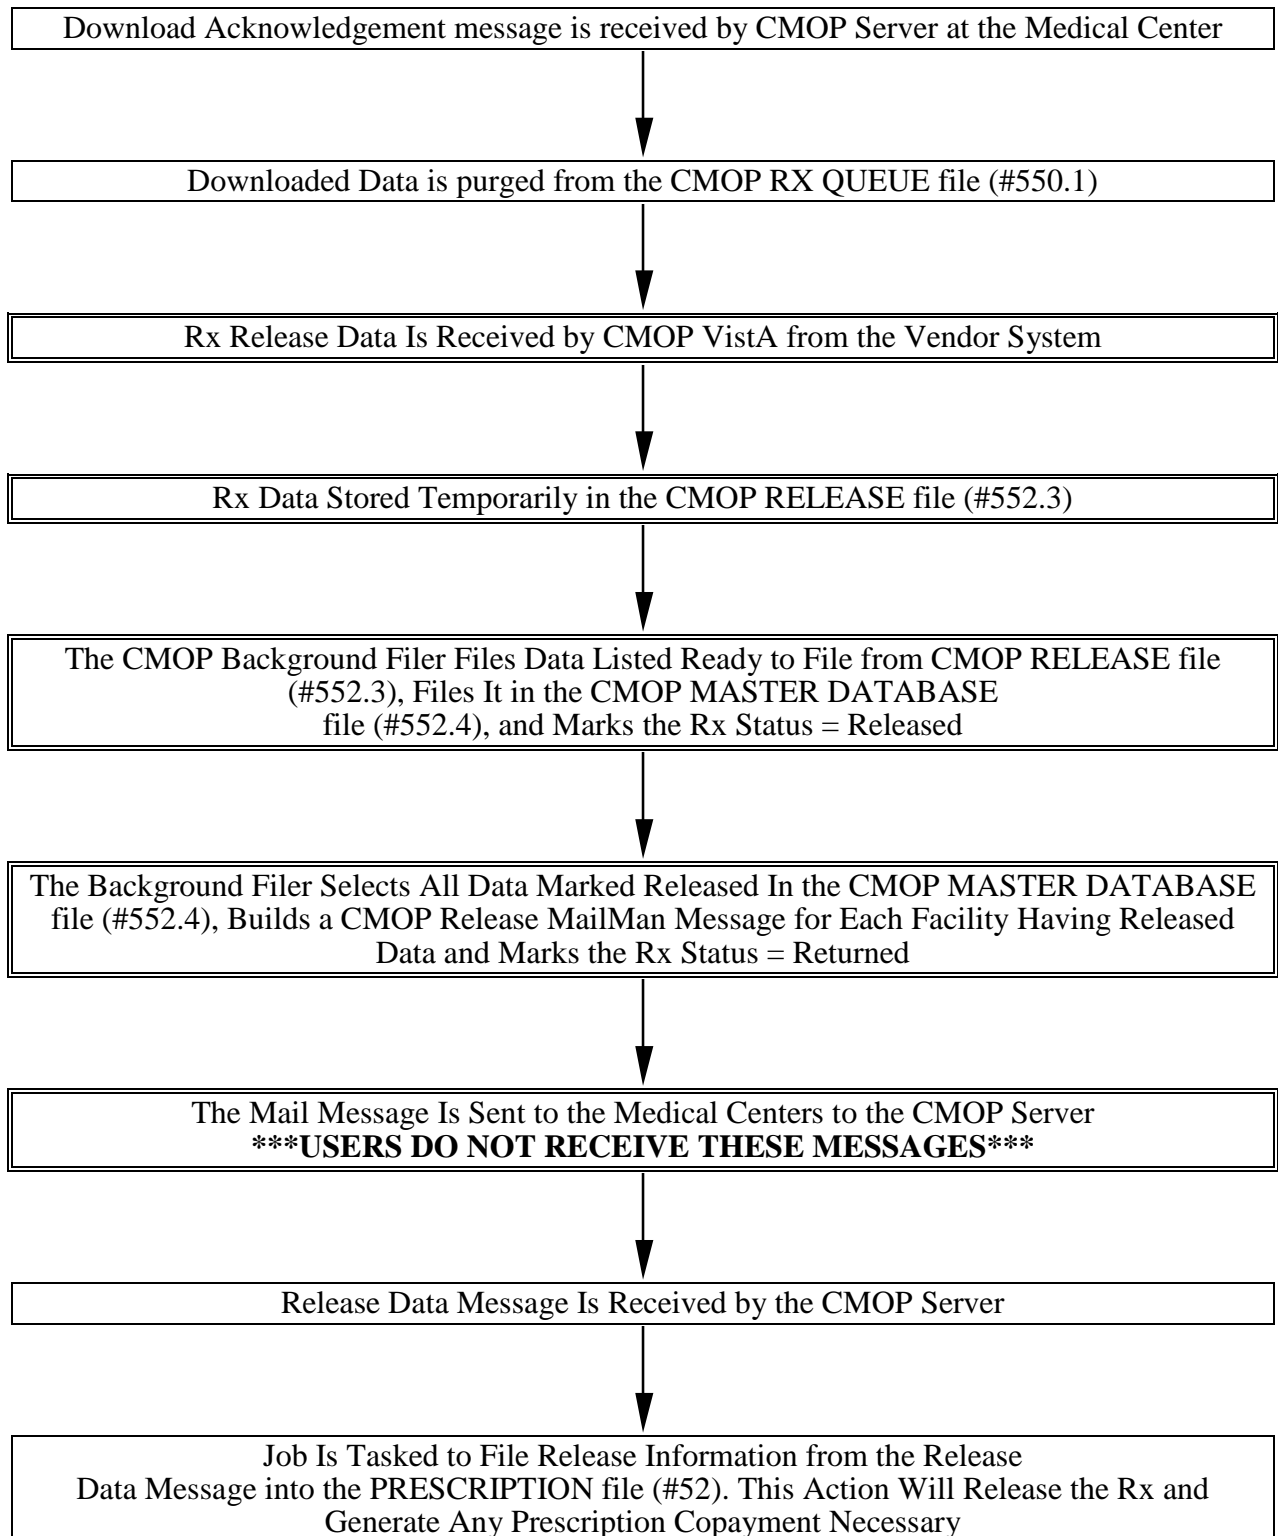 Download Acknowledgement message is received by CMOP Server at the Medical Center
Downloaded Data is purged from the CMOP RX QUEUE file (#550.1)
Rx Release Data Is Received by CMOP VistA from the Vendor System
Rx Data Stored Temporarily in the CMOP RELEASE file (#552.3)
The CMOP Background Filer Files Data Listed Ready to File from CMOP RELEASE file
(#552.3), Files It in the CMOP MASTER DATABASE
file (#552.4), and Marks the Rx Status = Released
The Background Filer Selects All Data Marked Released In the CMOP MASTER DATABASE
file (#552.4), Builds a CMOP Release MailMan Message for Each Facility Having Released
Data and Marks the Rx Status = Returned
The Mail Message Is Sent to the Medical Centers to the CMOP Server
***USERS DO NOT RECEIVE THESE MESSAGES***
Release Data Message Is Received by the CMOP Server
Job Is Tasked to File Release Information from the Release
Data Message into the PRESCRIPTION file (#52). This Action Will Release the Rx and
Generate Any Prescription Copayment Necessary